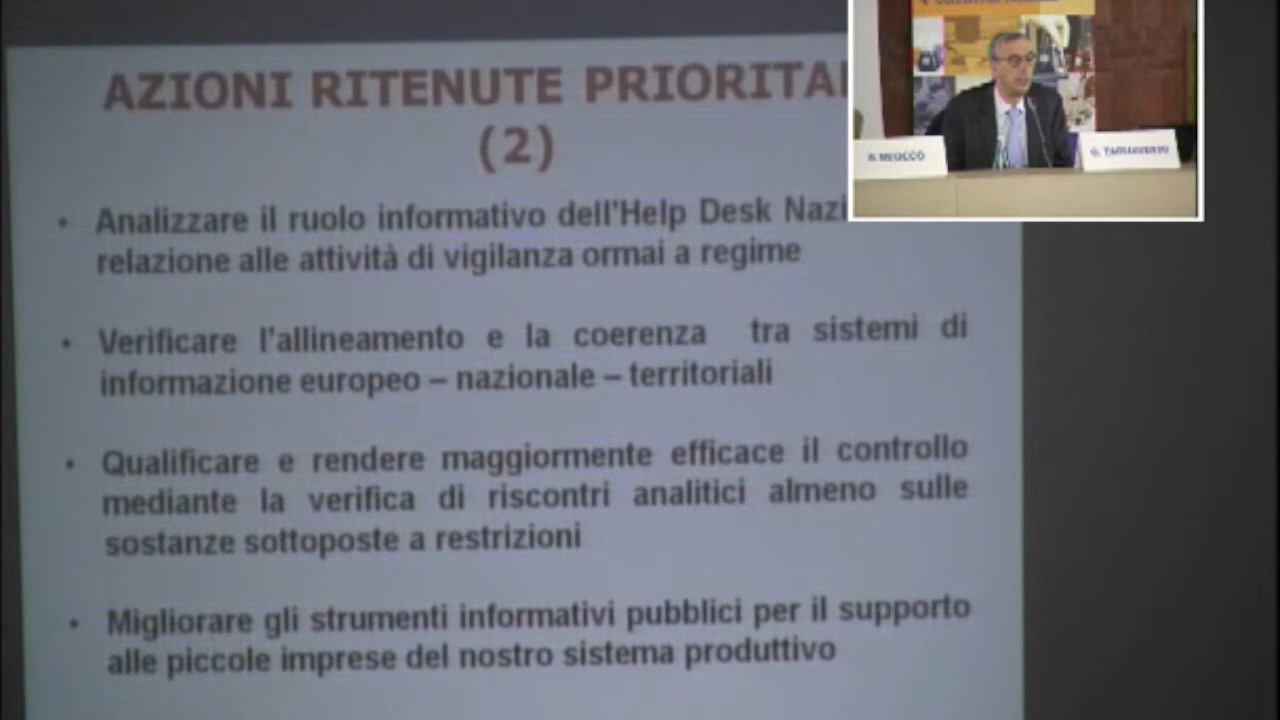 AZIONI RITENUTE PRIORITA
(2)
• Analizzare il ruolo informativo dell'Help Desk Nazi
relazione alle attività di vigilanza ormai a regime
• Verificare l'allineamento e la coerenza tra sistemi di
informazione europeo – nazionale – territoriali
• Qualificare e rendere maggiormente efficace il controllo
mediante la verifica di riscontri analitici almeno sulle
sostanze sottoposte a restrizioni
• Migliorare gli strumenti informativi pubblici per il supporto
alle piccole imprese del nostro sistema produttivo